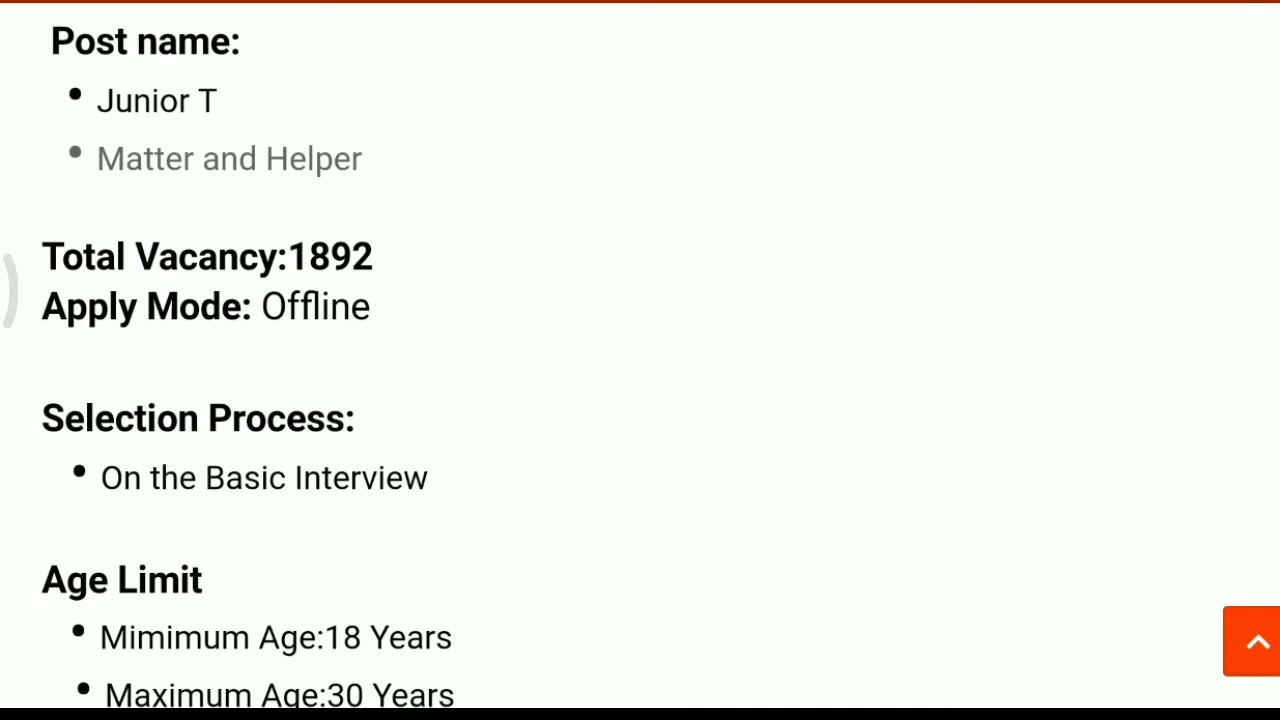 Post name:
• Junior T
• Matter and Helper
Total Vacancy:1892
Apply Mode: Offline
Selection Process:
• On the Basic Interview
Age Limit
• Mimimum Age:18 Years
• Maximum Age:30 Years